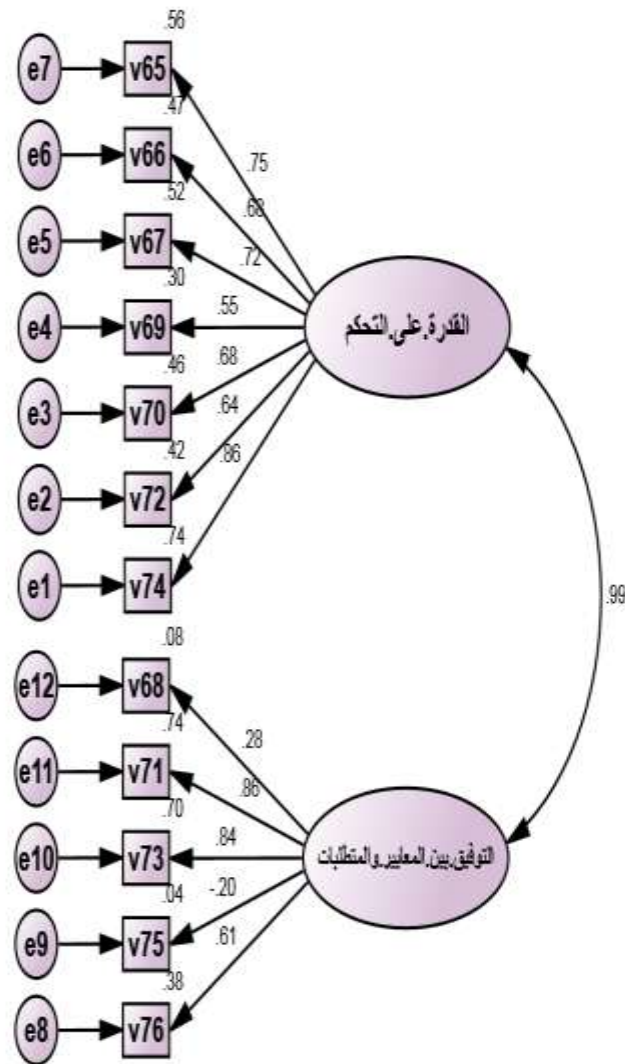 .56
e7 v65
.47
e6 v66
.75
.52
.68
e5 v67
.72
.30
القدرة,على,التحكم
e4 v69
.55
.46
.68
e3 v70
.64
.42
.86
e2 v72
.74
e1 v74
.99
.08
e12 v68
.74
.28
e11 v71
.86
.70
.84
التوفيق,بين,المعايير,والمتطلبات
e10 v73
.04
-.20
e9 v75
.61
.38
e8 v76